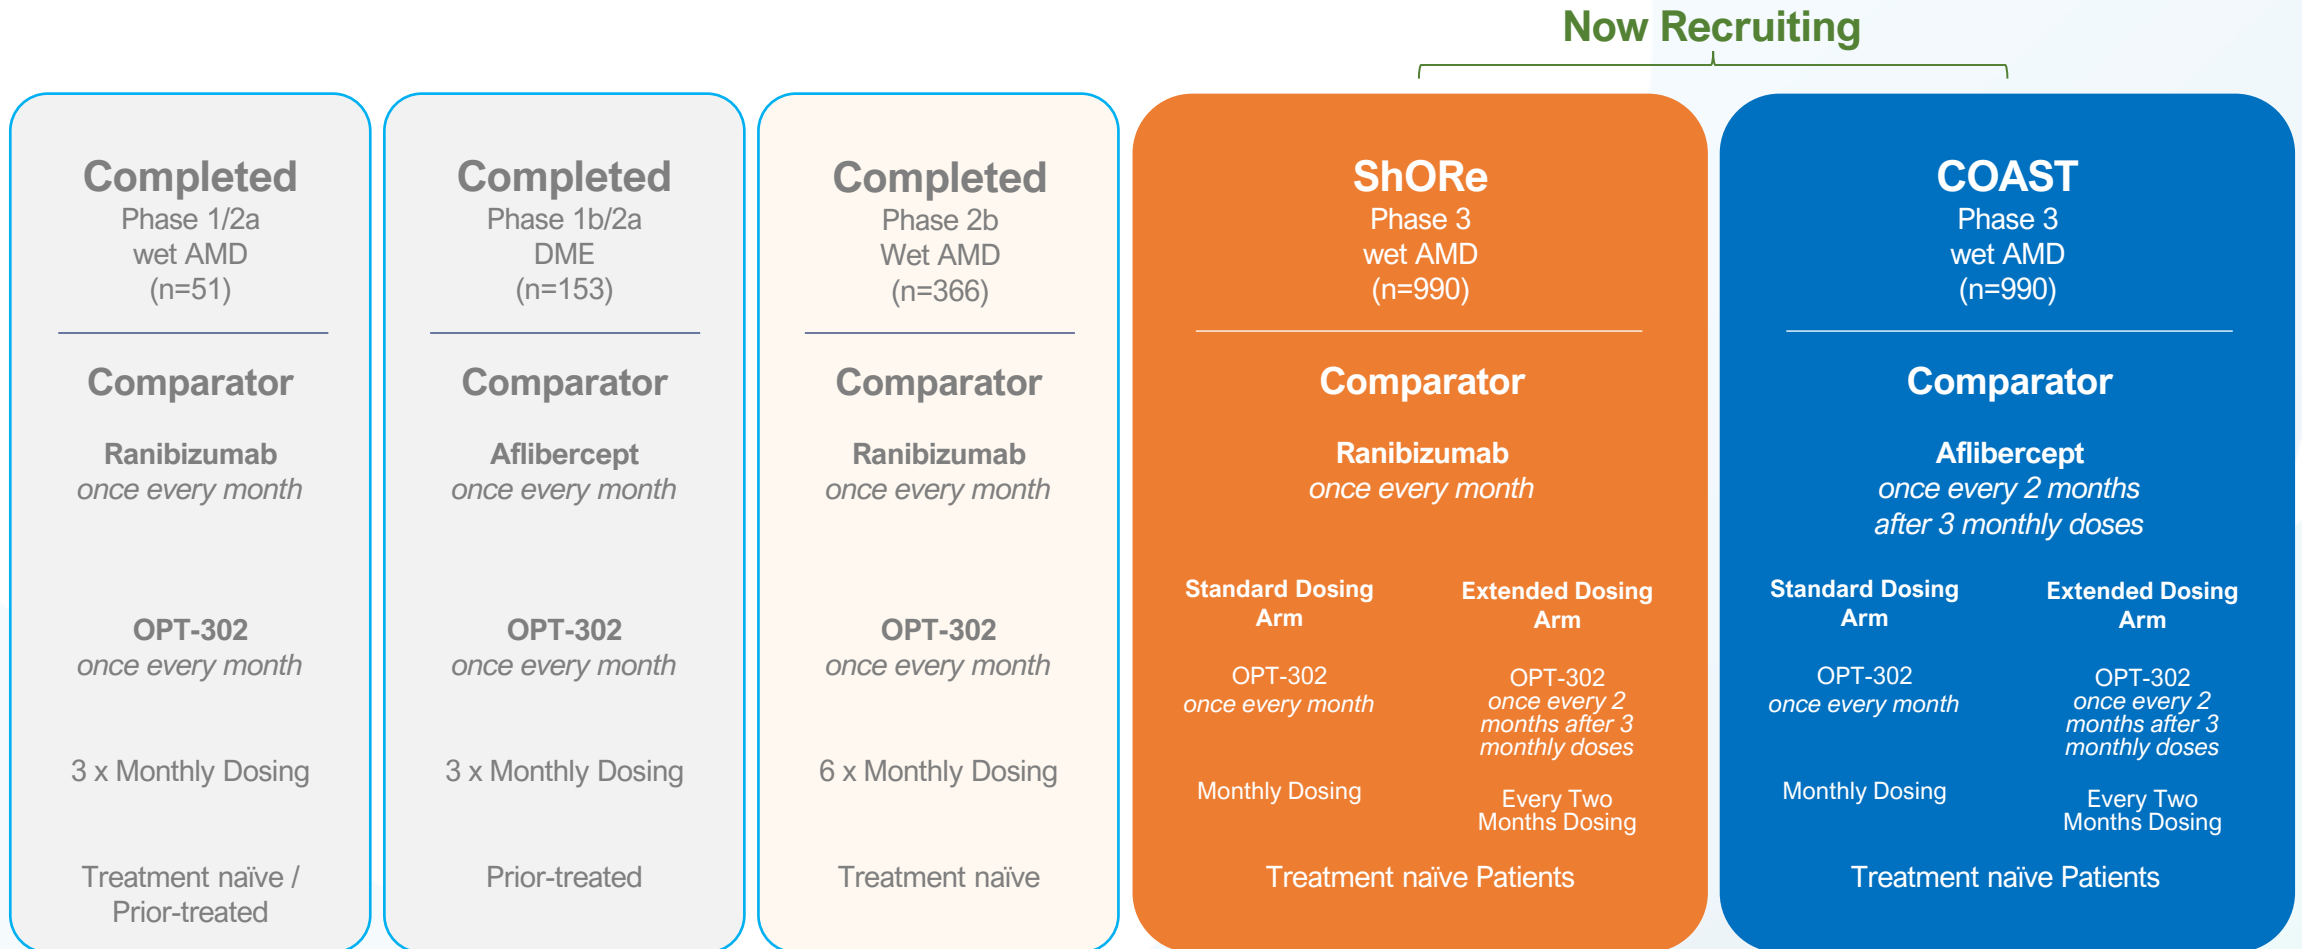 Now Recruiting
Completed
Phase 1/2a
wet AMD
(n=51)
Comparator
Ranibizumab
once every month
OPT-302
once every month
3 x Monthly Dosing
Treatment naïve /
Prior-treated
Completed
Phase 1b/2a
DME
(n=153)
Comparator
Aflibercept
once every month
OPT-302
once every month
3 x Monthly Dosing
Prior-treated
Completed
Phase 2b
Wet AMD
(n=366)
Comparator
Ranibizumab
once every month
OPT-302
once every month
6 x Monthly Dosing
Treatment naïve
ShORe
Phase 3
wet AMD
(n=990)
Comparator
Ranibizumab
once every month
Standard Dosing
Arm
OPT-302
once every month
Monthly Dosing
Extended Dosing
Arm
OPT-302
once every 2
months after 3
monthly doses
Every Two
Months Dosing
Treatment naïve Patients
COAST
Phase 3
wet AMD
(n=990)
Comparator
Aflibercept
once every 2 months
after 3 monthly doses
Standard Dosing
Arm
OPT-302
once every month
Monthly Dosing
Extended Dosing
Arm
OPT-302
once every 2
months after 3
monthly doses
Every Two
Months Dosing
Treatment naïve Patients